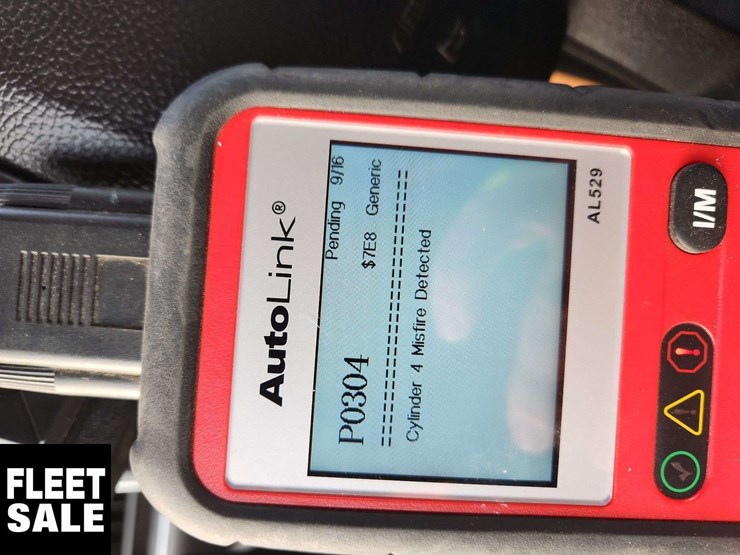 AutoLink®
P0304 Pending 9/16
$7E8 Generic
==============================
Cylinder 4 Misfire Detected
AL529
I/M
FLEET
SALE